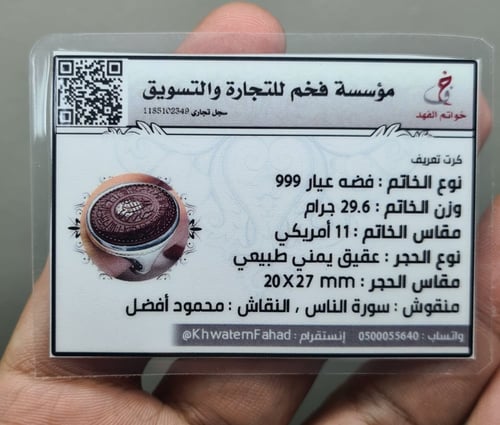 مؤسسة فخم للتجارة والتسويق
سجل تجاري 1185102349
خواتم الفهد
كرت تعريف
نوع الخاتم : فضه عيار 999
وزن الخاتم : 29.6 جرام
مقاس الخاتم : 11 أمريكي
نوع الحجر : عقيق يمني طبيعي
مقاس الحجر : 20X27 mm
منقوش : سورة الناس , النقاش : محمود أفضل
واتساب : 0500055640 إنستقرام : @KhwatemFahad